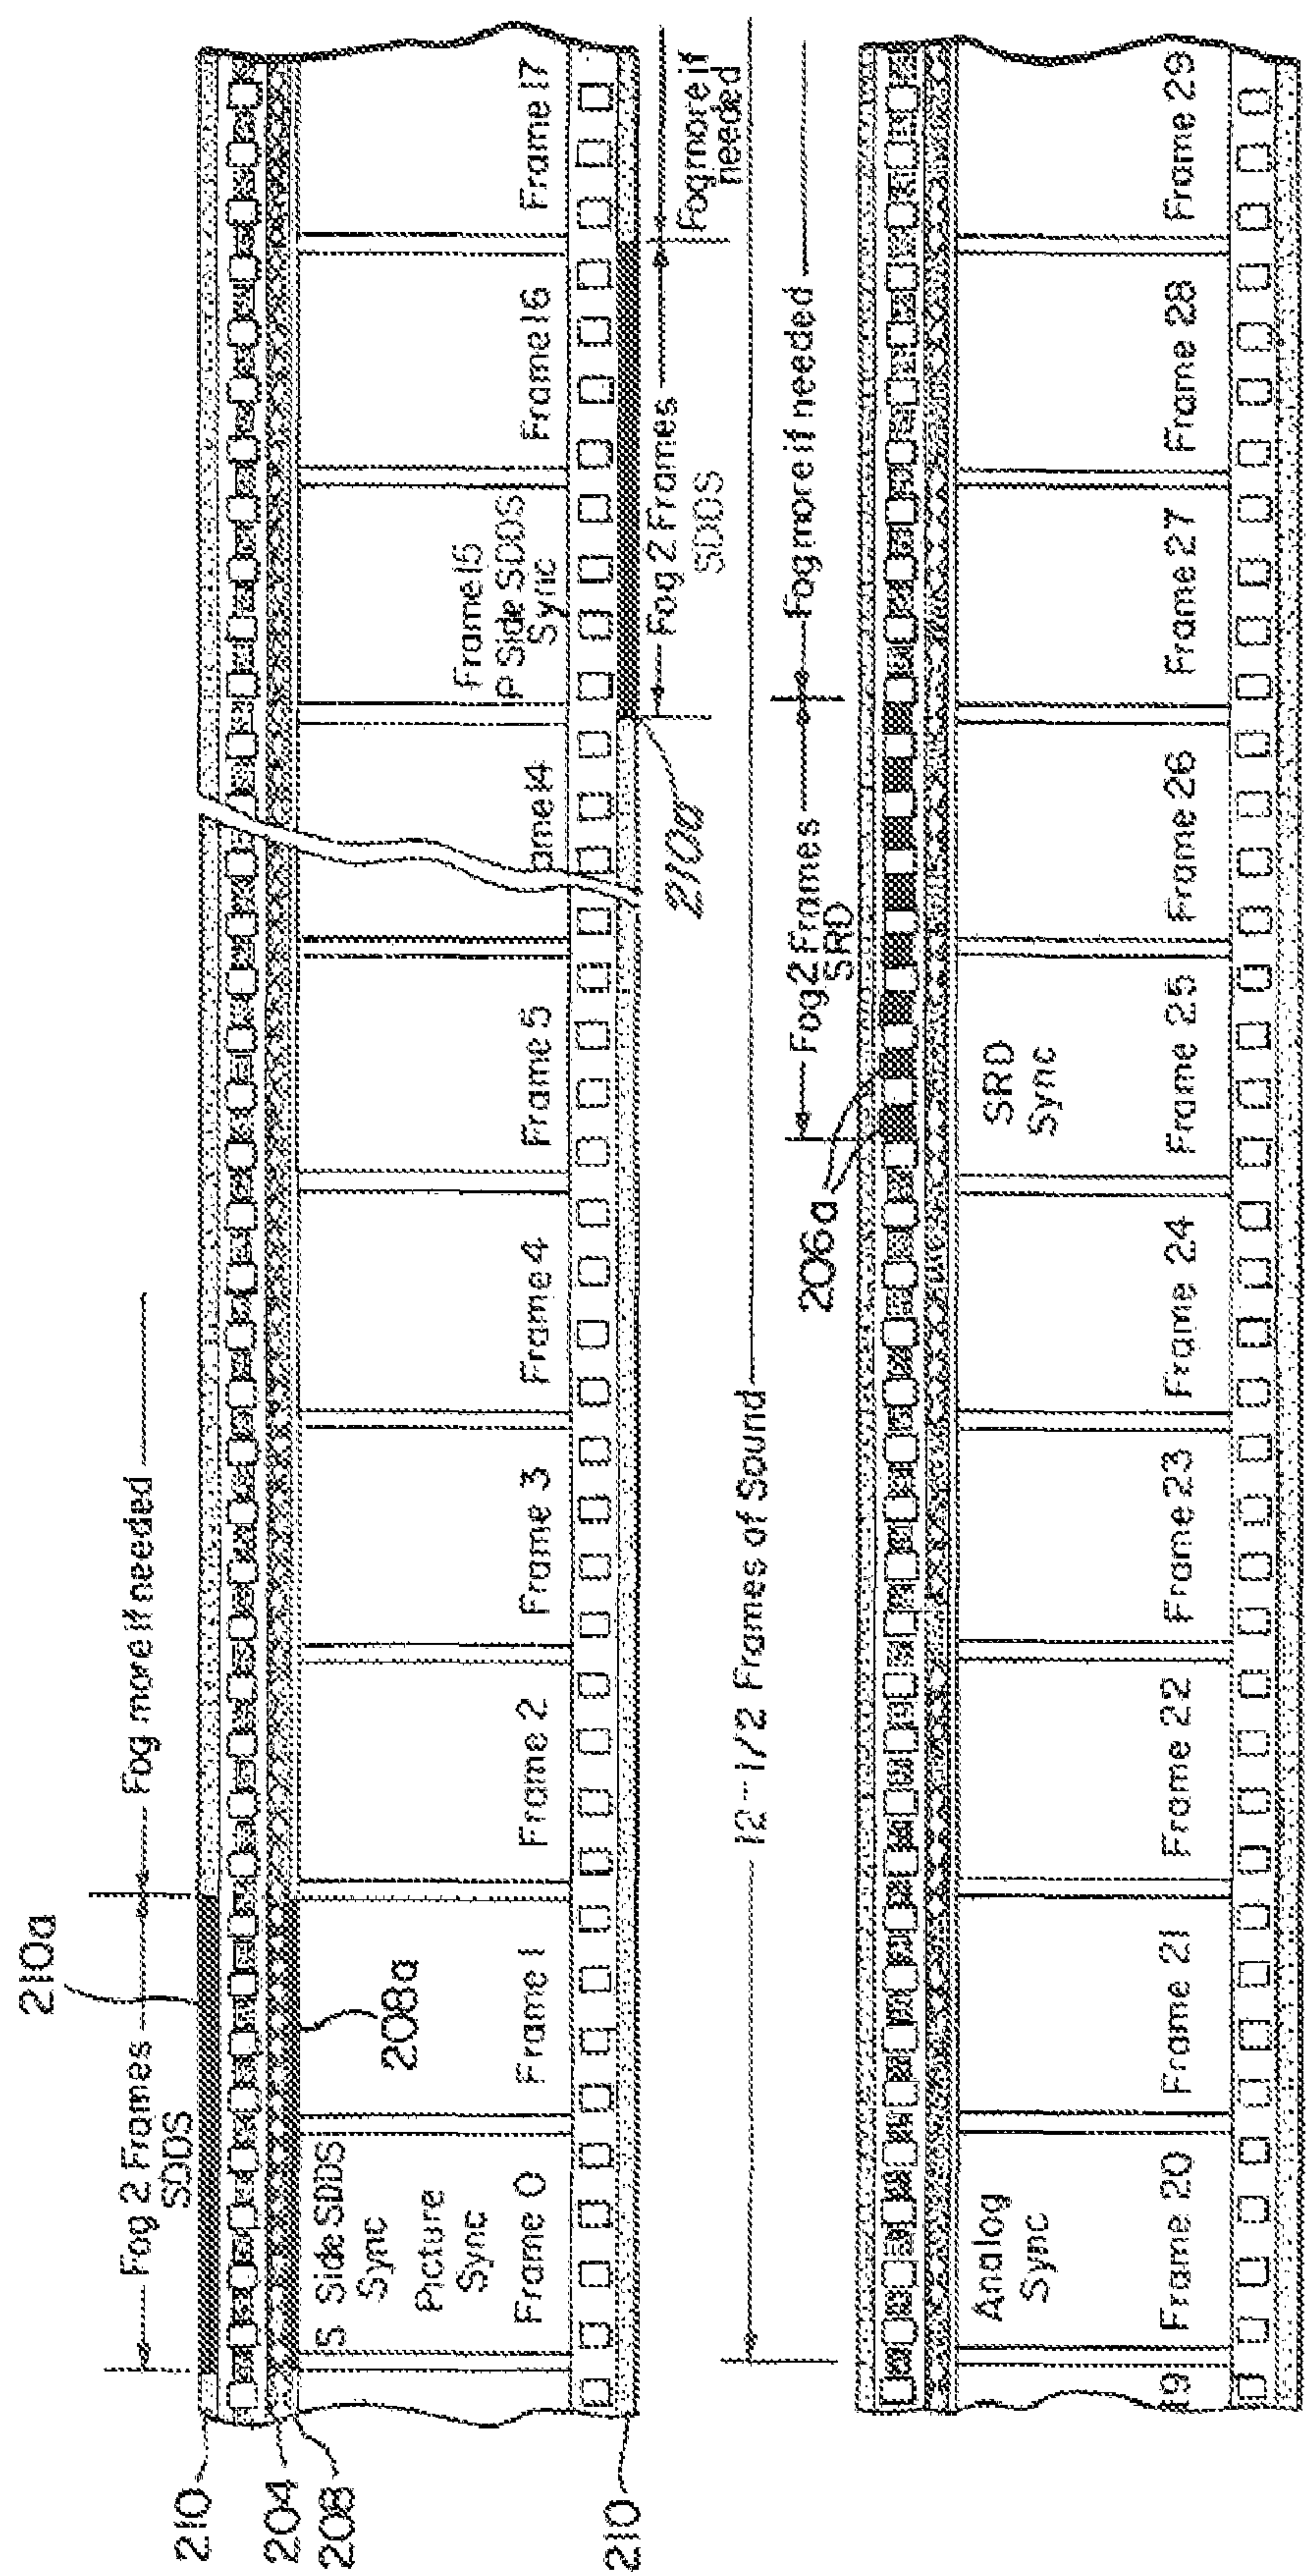 210a
Fog 2 Frames
SDDS
Fog more if needed
210
204
208
208a
S Side SDDS
Sync
Picture
Sync
Frame 0
Frame 1
Frame 2
Frame 3
Frame 4
Frame 5
ame 14
Frame 15
P Side SDDS
Sync
Frame 16
Frame 17
210
210a
Fog 2 Frames
SDDS
Fog more if
needed
12-1/2 Frames of Sound
Fog 2 Frames
SRD
Fog more if needed
206a
Analog
Sync
SRD
Sync
19
Frame 20
Frame 21
Frame 22
Frame 23
Frame 24
Frame 25
Frame 26
Frame 27
Frame 28
Frame 29